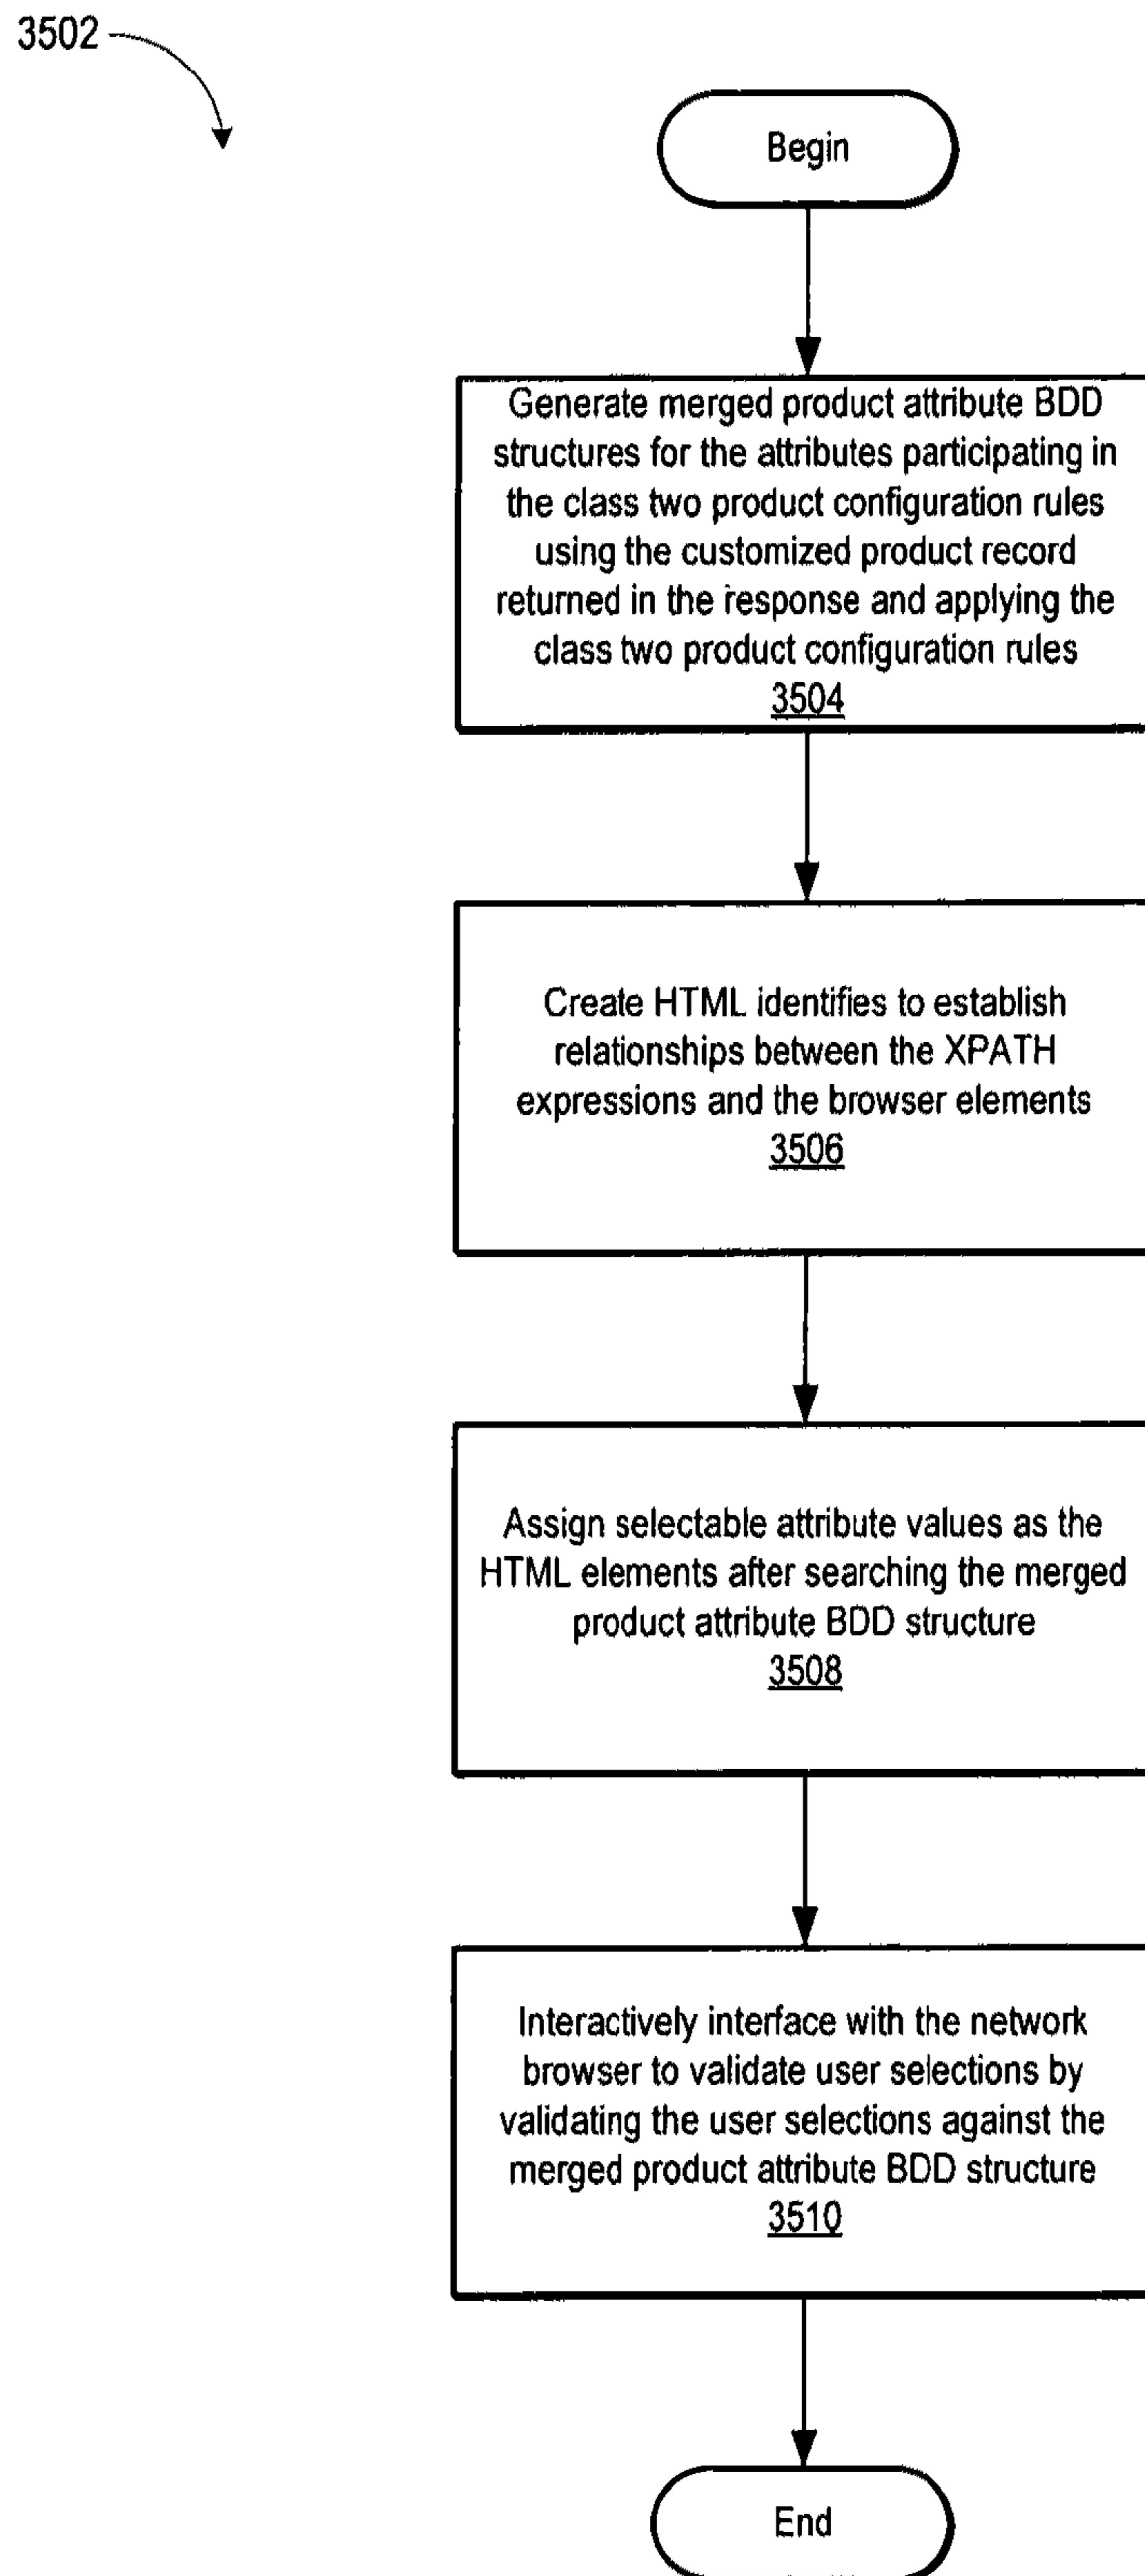 3502
Begin
Generate merged product attribute BDD
structures for the attributes participating in
the class two product configuration rules
using the customized product record
returned in the response and applying the
class two product configuration rules
3504
Create HTML identifies to establish
relationships between the XPATH
expressions and the browser elements
3506
Assign selectable attribute values as the
HTML elements after searching the merged
product attribute BDD structure
3508
Interactively interface with the network
browser to validate user selections by
validating the user selections against the
merged product attribute BDD structure
3510
End